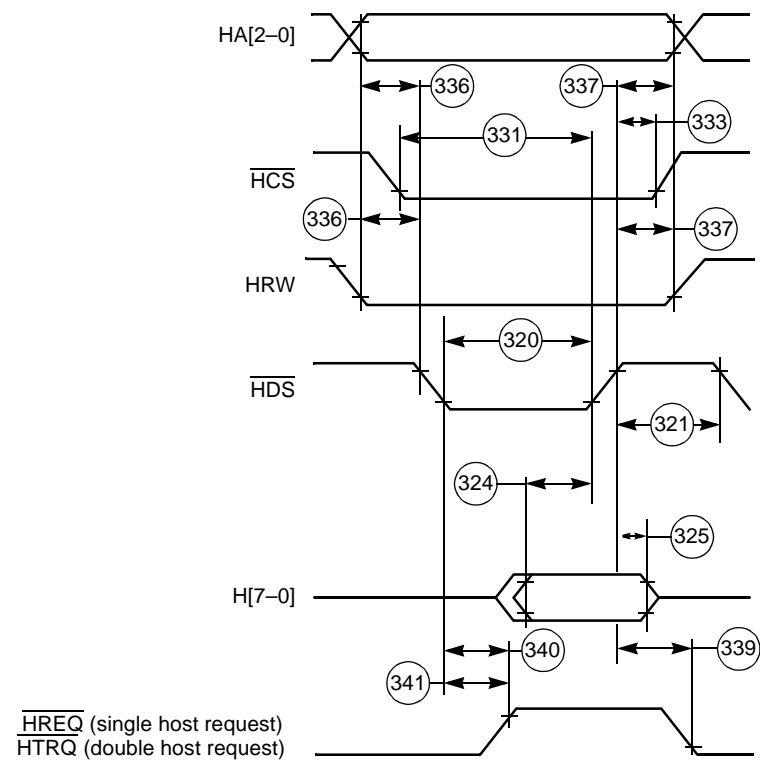 HA[2–0]
336
337
333
331
HCS
336
337
HRW
320
HDS
321
324
325
H[7–0]
340
339
341
HREQ (single host request)
HTRQ (double host request)